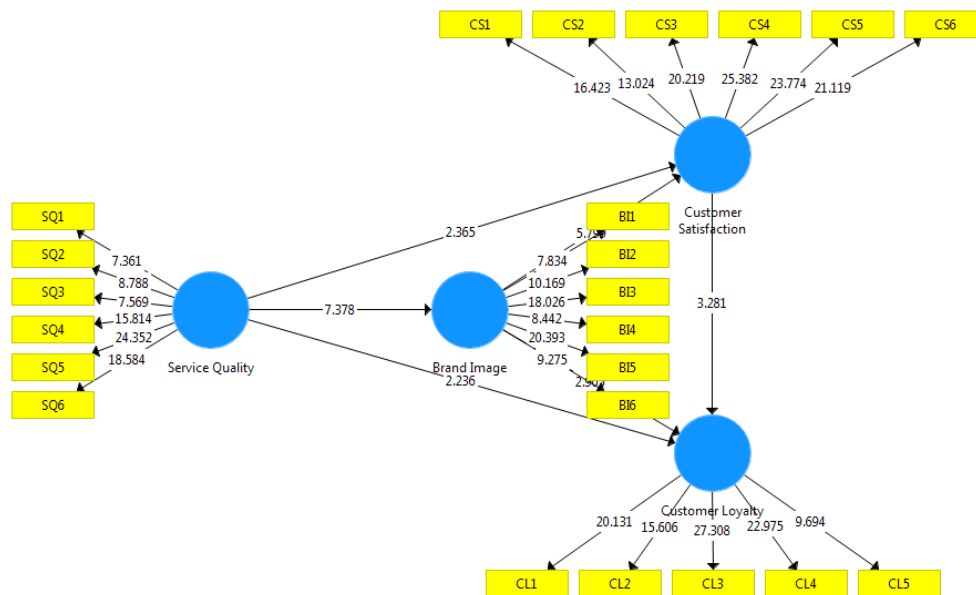 CS1 CS2 CS3 CS4 CS5 CS6
16.423 13.024 20.219 25.382 23.774 21.119
Customer
Satisfaction
SQ1
SQ2
SQ3
SQ4
SQ5
SQ6
7.361
8.788
7.569
15.814
24.352
18.584
Service Quality
2.365
7.378
2.236
Brand Image
7.834
10.169
18.026
8.442
20.393
9.275
BI1
BI2
BI3
BI4
BI5
BI6
3.281
Customer Loyalty
20.131 15.606 27.308 22.975 9.694
CL1 CL2 CL3 CL4 CL5